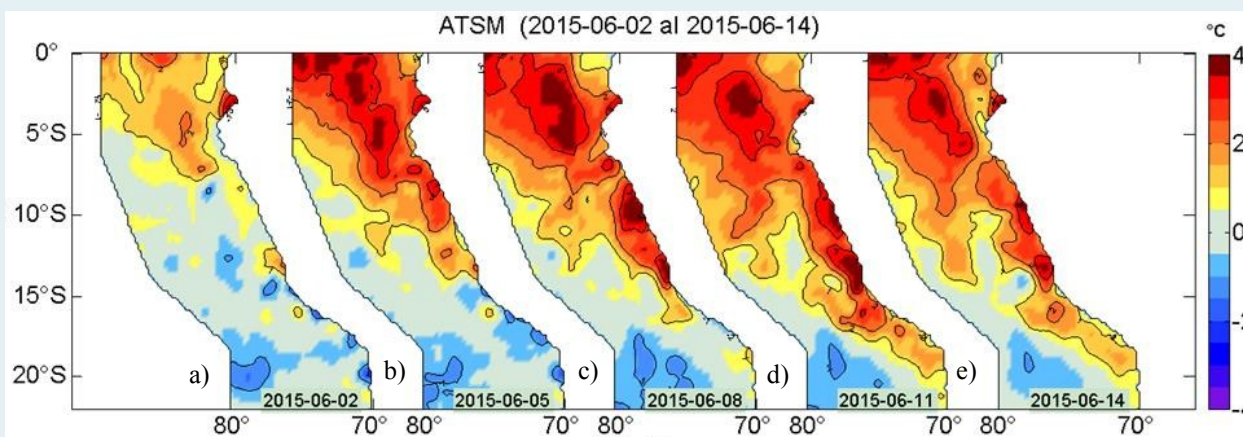 ATSM (2015-06-02 al 2015-06-14)
°C
0°
5°S
10°S
15°S
20°S
4
2
0
a) b) c) d) e)
2015-06-02 2015-06-05 2015-06-08 2015-06-11 2015-06-14
80° 70° 80° 70° 80° 70° 80° 70° 80° 70°